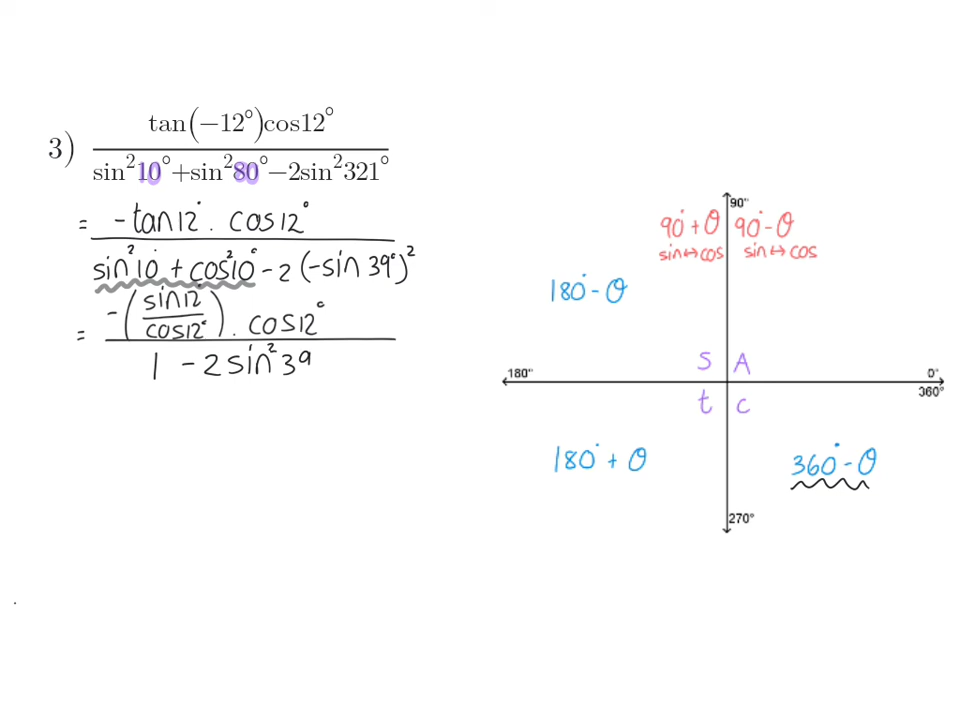 3) tan(−12°)cos12°
sin²10°+sin²80°−2sin²321°
= -tan12° . cos12°
sin²10° + cos²10° - 2(-sin 39°)²
= -(sin12/cos12°) . cos12°
1 - 2sin²39
90°
90° + θ
90° - θ
sin↔cos
sin↔cos
180° - θ
S
A
180°
0°
360°
t
c
180° + θ
360° - θ
270°